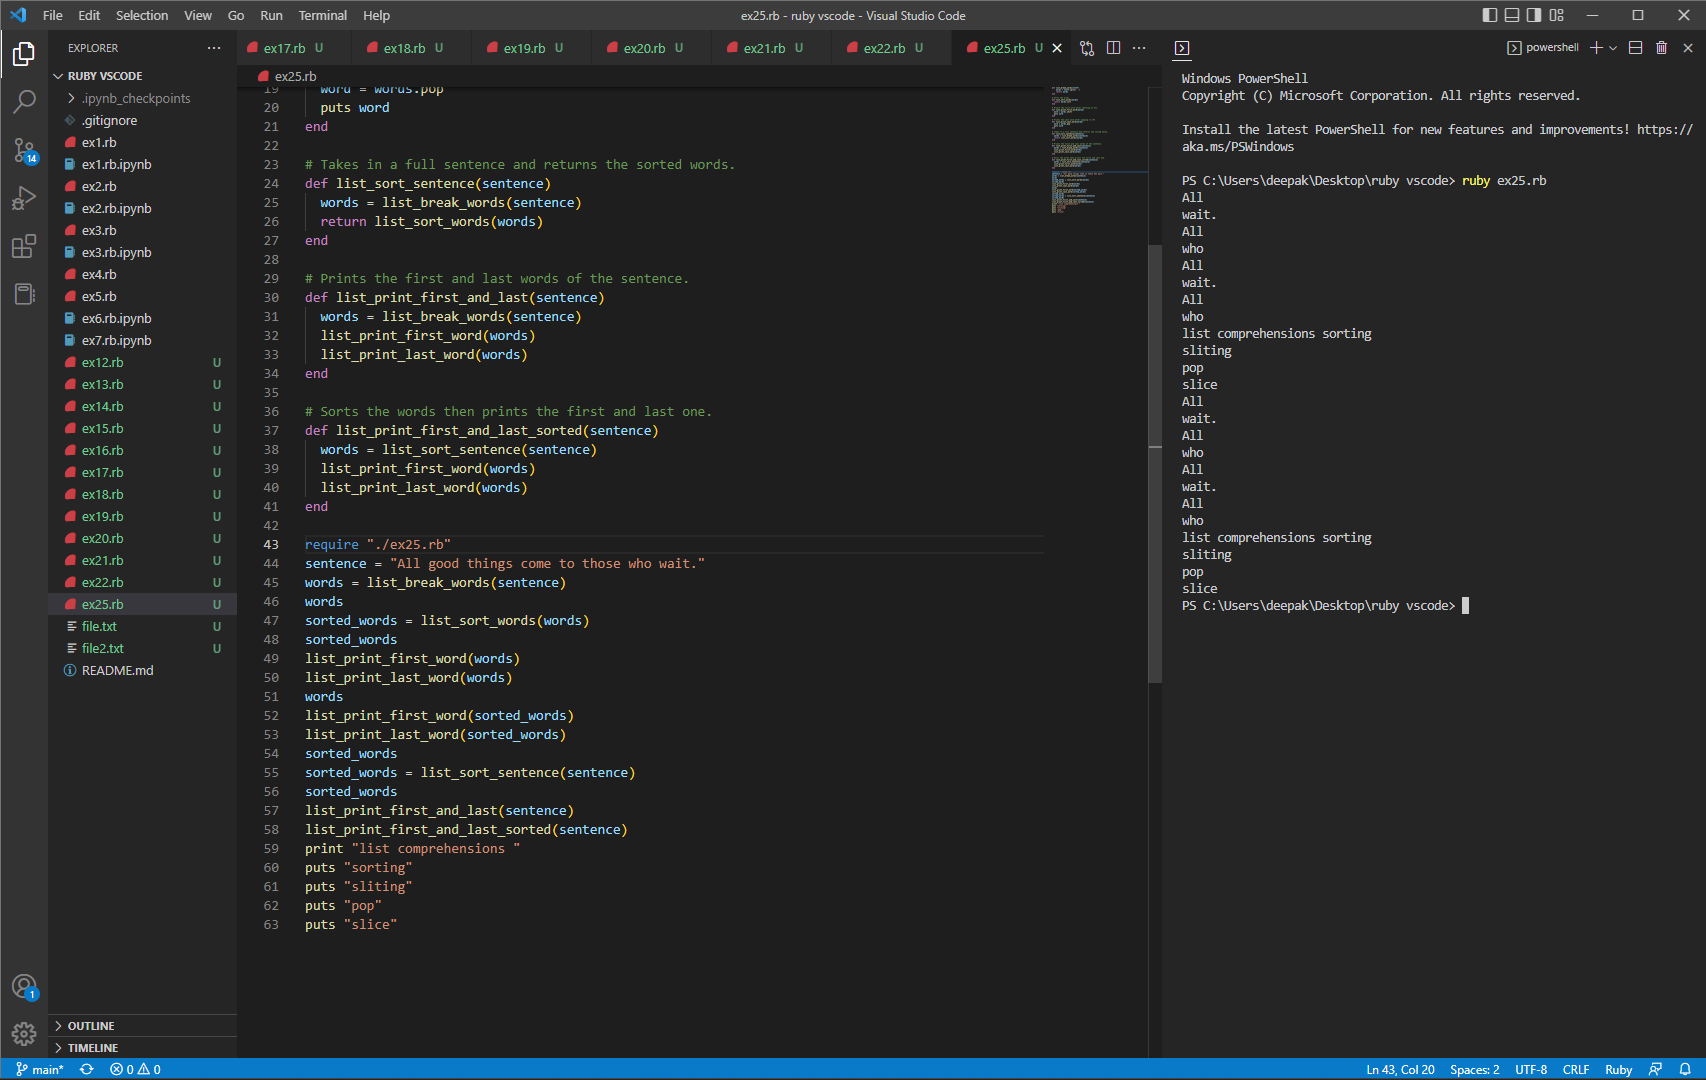 File Edit Selection View Go Run Terminal Help
ex25.rb - ruby vscode - Visual Studio Code
EXPLORER
RUBY VSCODE
.ipynb_checkpoints
.gitignore
ex1.rb
ex1.rb.ipynb
ex2.rb
ex2.rb.ipynb
ex3.rb
ex3.rb.ipynb
ex4.rb
ex5.rb
ex6.rb.ipynb
ex7.rb.ipynb
ex12.rb U
ex13.rb U
ex14.rb U
ex15.rb U
ex16.rb U
ex17.rb U
ex18.rb U
ex19.rb U
ex20.rb U
ex21.rb U
ex22.rb U
ex25.rb U
file.txt U
file2.txt U
README.md
OUTLINE
TIMELINE
14
1
ex17.rb U ex18.rb U ex19.rb U ex20.rb U ex21.rb U ex22.rb U ex25.rb U
ex25.rb
19 word = words.pop
20 puts word
21 end
22
23 # Takes in a full sentence and returns the sorted words.
24 def list_sort_sentence(sentence)
25 words = list_break_words(sentence)
26 return list_sort_words(words)
27 end
28
29 # Prints the first and last words of the sentence.
30 def list_print_first_and_last(sentence)
31 words = list_break_words(sentence)
32 list_print_first_word(words)
33 list_print_last_word(words)
34 end
35
36 # Sorts the words then prints the first and last one.
37 def list_print_first_and_last_sorted(sentence)
38 words = list_sort_sentence(sentence)
39 list_print_first_word(words)
40 list_print_last_word(words)
41 end
42
43 require "./ex25.rb"
44 sentence = "All good things come to those who wait."
45 words = list_break_words(sentence)
46 words
47 sorted_words = list_sort_words(words)
48 sorted_words
49 list_print_first_word(words)
50 list_print_last_word(words)
51 words
52 list_print_first_word(sorted_words)
53 list_print_last_word(sorted_words)
54 sorted_words
55 sorted_words = list_sort_sentence(sentence)
56 sorted_words
57 list_print_first_and_last(sentence)
58 list_print_first_and_last_sorted(sentence)
59 print "list comprehensions "
60 puts "sorting"
61 puts "sliting"
62 puts "pop"
63 puts "slice"
powershell
Windows PowerShell
Copyright (C) Microsoft Corporation. All rights reserved.
Install the latest PowerShell for new features and improvements! https://
aka.ms/PSWindows
PS C:\Users\deepak\Desktop\ruby vscode> ruby ex25.rb
All
wait.
All
who
All
wait.
All
who
list comprehensions sorting
sliting
pop
slice
All
wait.
All
who
All
wait.
All
who
list comprehensions sorting
sliting
pop
slice
PS C:\Users\deepak\Desktop\ruby vscode>
main* 0 0
Ln 43, Col 20 Spaces: 2 UTF-8 CRLF Ruby